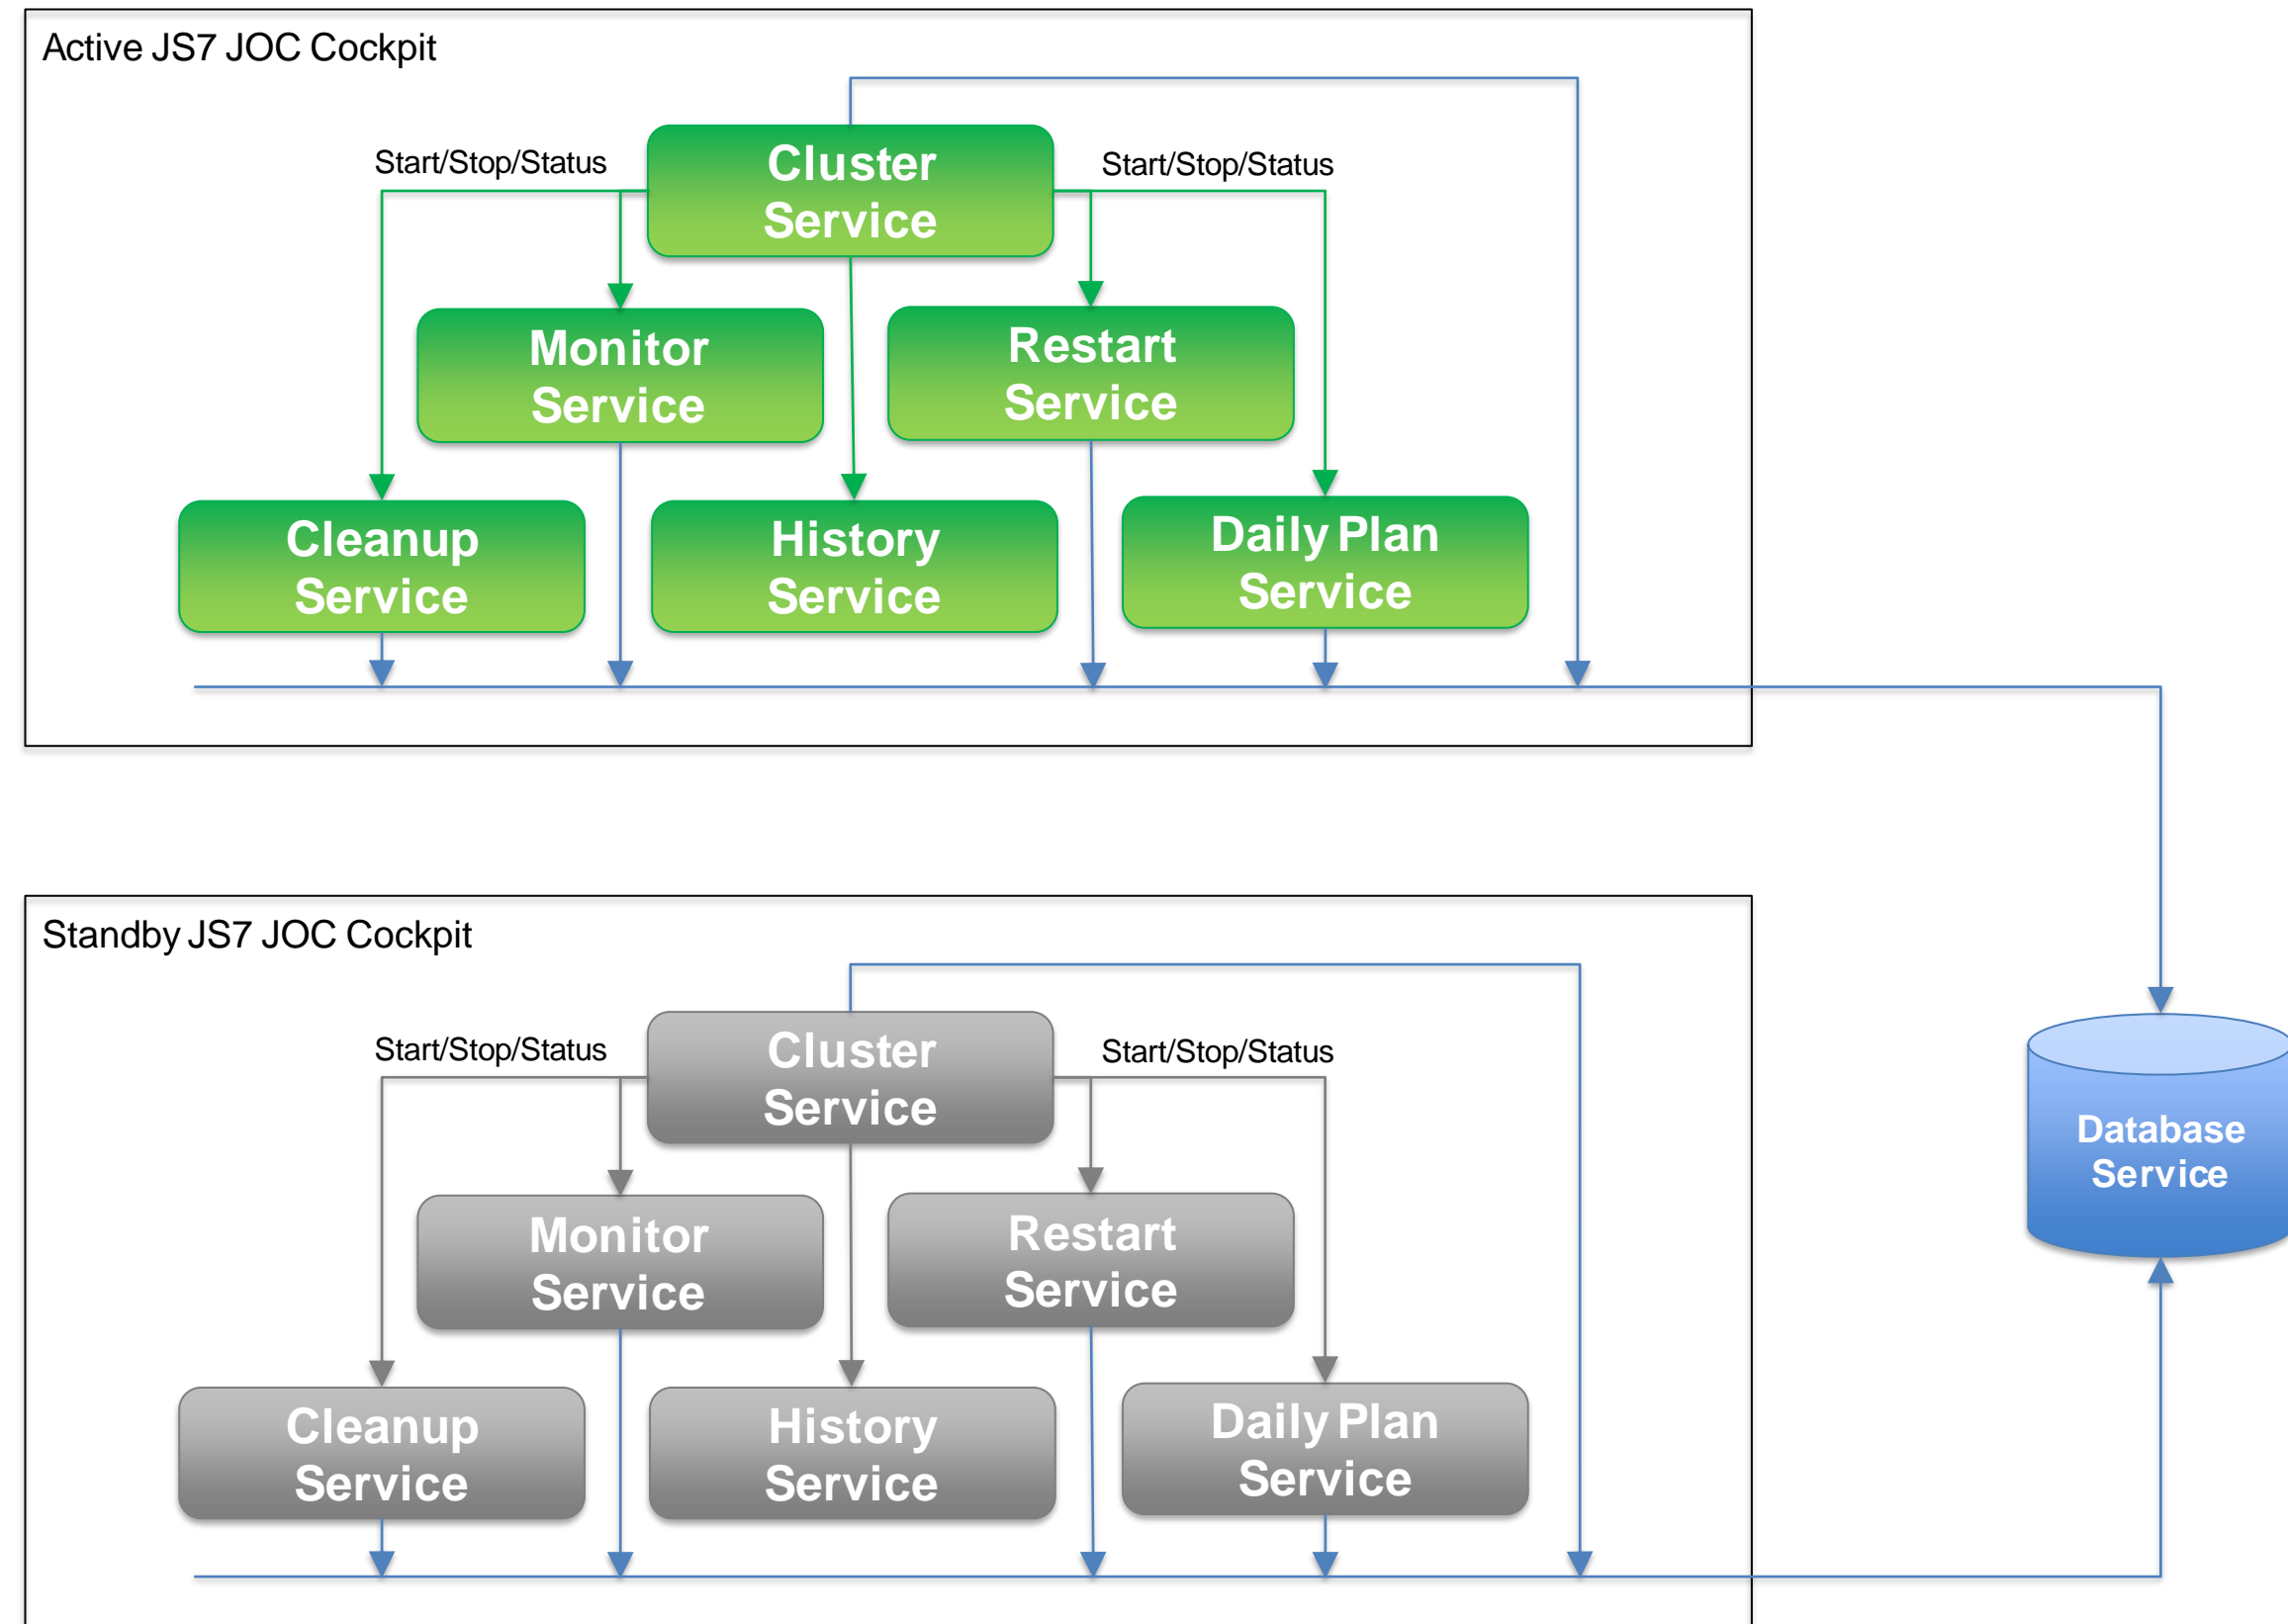 Active JS7 JOC Cockpit
Start/Stop/Status
Cluster
Service
Start/Stop/Status
Monitor
Service
Restart
Service
Cleanup
Service
History
Service
Daily Plan
Service
Standby JS7 JOC Cockpit
Start/Stop/Status
Cluster
Service
Start/Stop/Status
Monitor
Service
Restart
Service
Cleanup
Service
History
Service
Daily Plan
Service
Database
Service